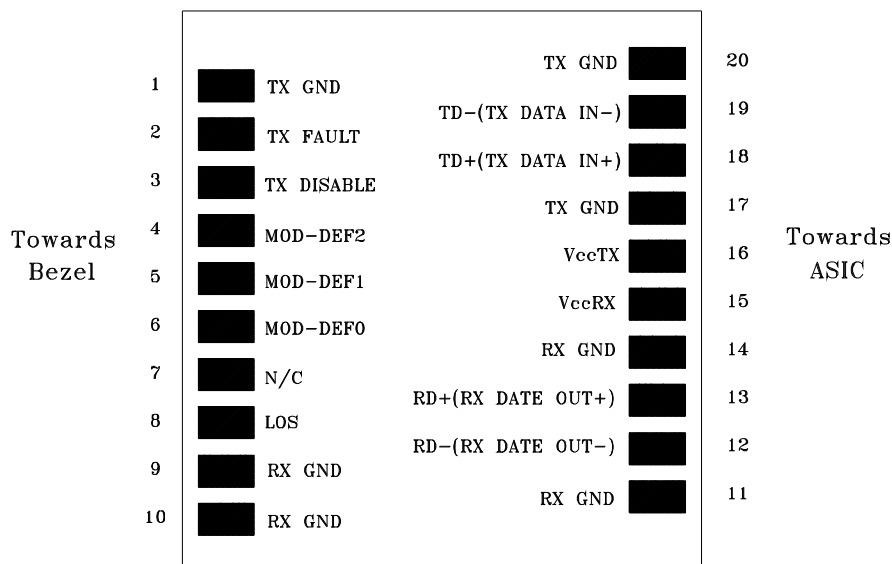 Towards
Bezel
1 TX GND
2 TX FAULT
3 TX DISABLE
4 MOD-DEF2
5 MOD-DEF1
6 MOD-DEF0
7 N/C
8 LOS
9 RX GND
10 RX GND
TX GND 20
TD-(TX DATA IN-) 19
TD+(TX DATA IN+) 18
TX GND 17
VccTX 16
VccRX 15
RX GND 14
RD+(RX DATE OUT+) 13
RD-(RX DATE OUT-) 12
RX GND 11
Towards
ASIC